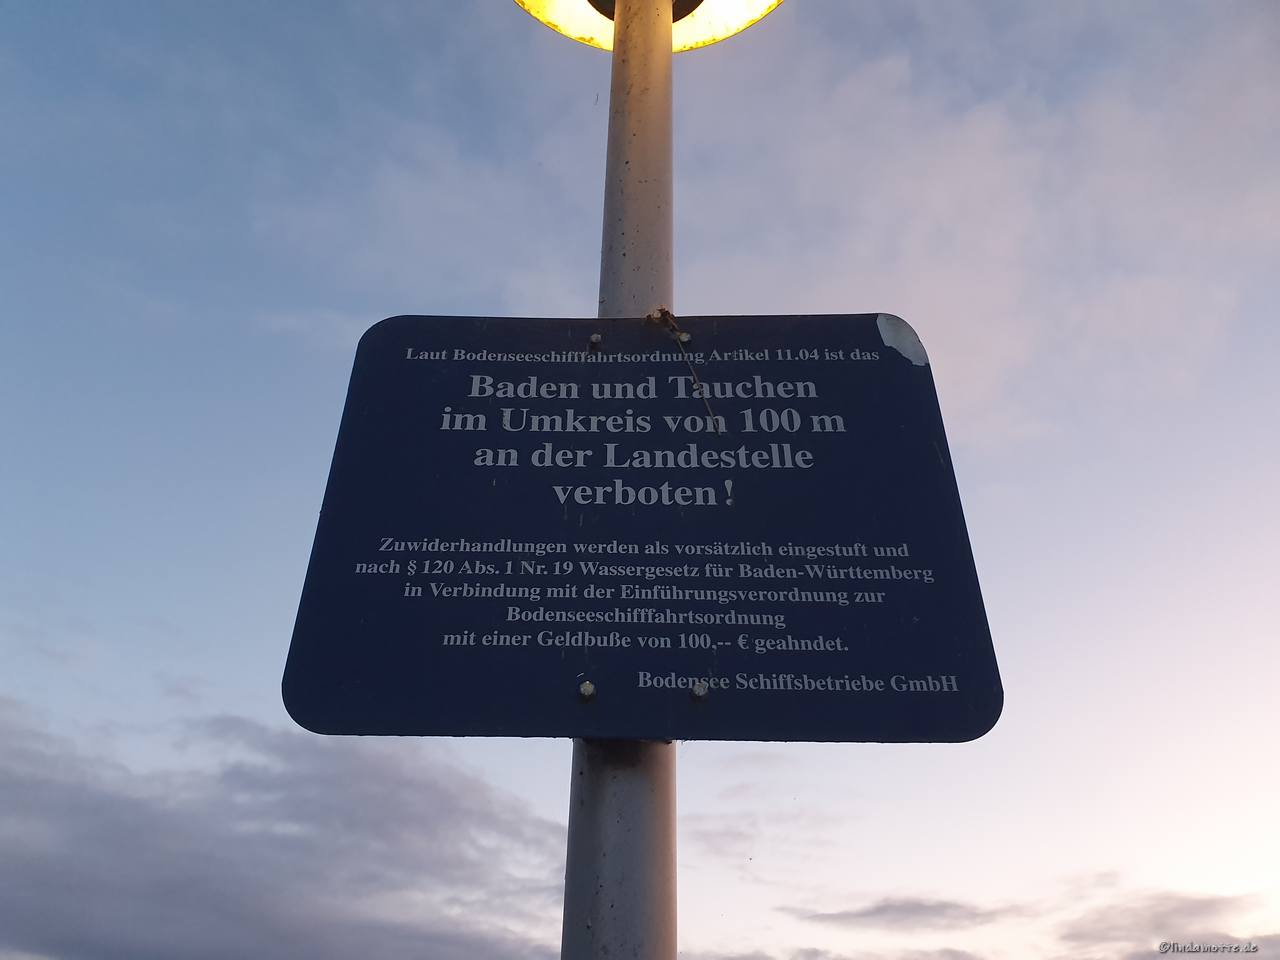 Laut Bodenseeschifffahrtsordnung Artikel 11.04 ist das
Baden und Tauchen
im Umkreis von 100 m
an der Landestelle
verboten!
Zuwiderhandlungen werden als vorsätzlich eingestuft und
nach § 120 Abs. 1 Nr. 19 Wassergesetz für Baden-Württemberg
in Verbindung mit der Einführungsverordnung zur
Bodenseeschifffahrtsordnung
mit einer Geldbuße von 100,-- € geahndet.
Bodensee Schiffsbetriebe GmbH
©lindamotte.de